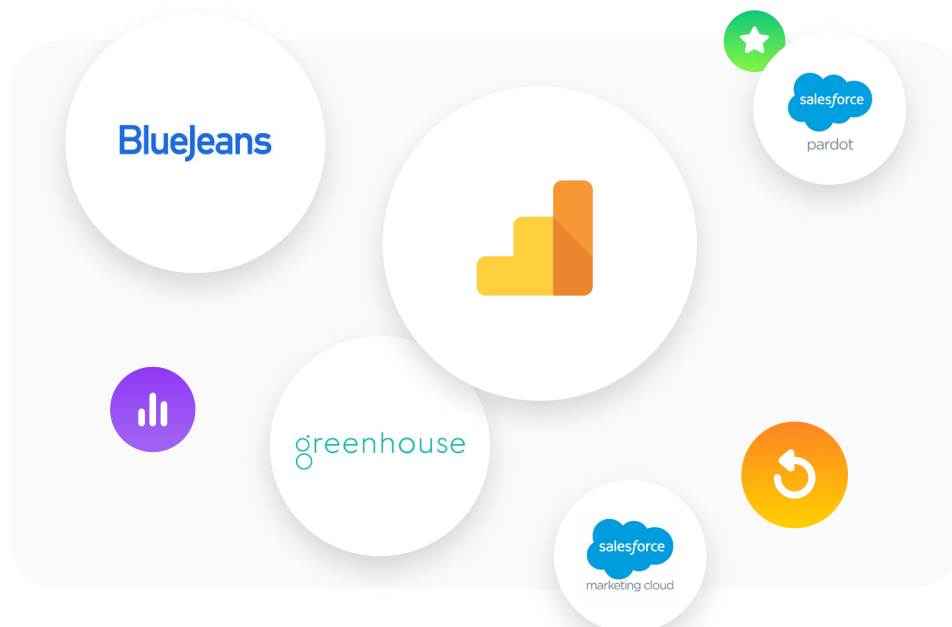 BlueJeans
salesforce
pardot
greenhouse
salesforce
marketing cloud